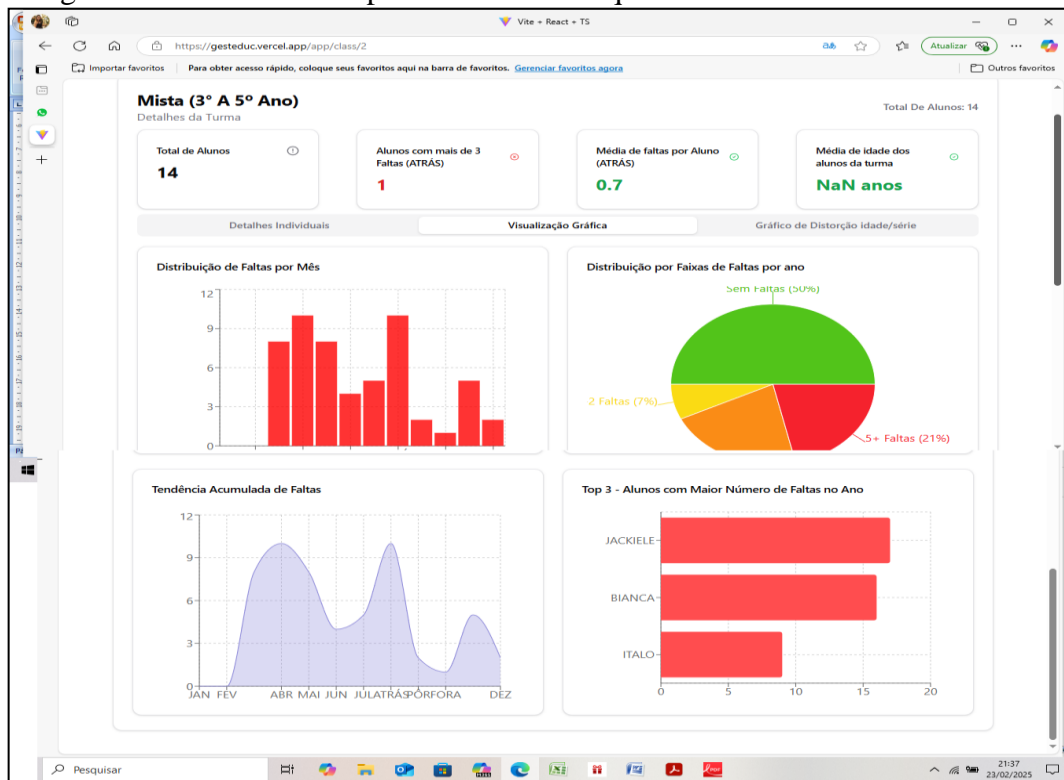 Vite + React + TS
https://gesteduc.vercel.app/app/class/2
Atualizar
Importar favoritos
Para obter acesso rápido, coloque seus favoritos aqui na barra de favoritos. Gerenciar favoritos agora
Outros favoritos
Mista (3° A 5º Ano)
Detalhes da Turma
Total De Alunos: 14
Total de Alunos
14
Alunos com mais de 3
Faltas (ATRÁS)
1
Média de faltas por Aluno
(ATRÁS)
0.7
Média de idade dos
alunos da turma
NaN anos
Detalhes Individuais
Visualização Gráfica
Gráfico de Distorção idade/série
Distribuição de Faltas por Mês
12
9
6
3
0
Distribuição por Faixas de Faltas por ano
Sem Faltas (50%)
2 Faltas (7%)
5+ Faltas (21%)
Tendência Acumulada de Faltas
12
9
6
3
0
JAN FEV ABR MAI JUN JULATRÁSPORFORA DEZ
Top 3 - Alunos com Maior Número de Faltas no Ano
JACKIELE
BIANCA
ITALO
0 5 10 15 20
Pesquisar
21:37
23/02/2025